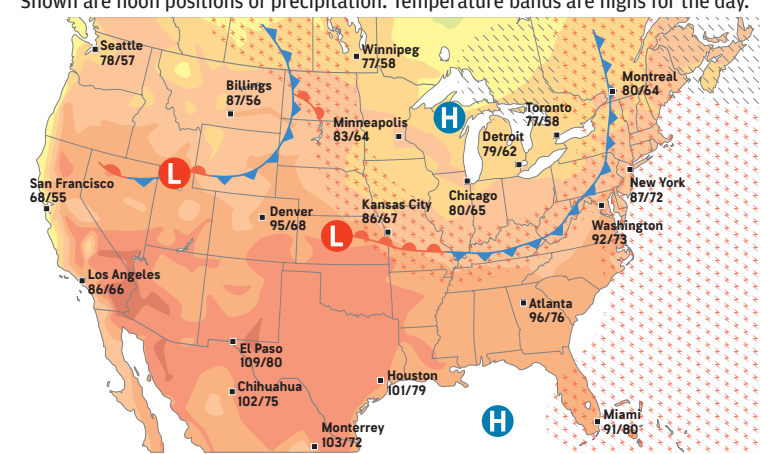 Shown are noon positions of precipitation. Temperature bands are highs for the day.
Seattle
78/57
Winnipeg
77/58
Billings
87/56
Montreal
80/64
Minneapolis
83/64
H
Toronto
77/58
Detroit
79/62
L
San Francisco
68/55
Chicago
80/65
New York
87/72
Denver
95/68
Kansas City
86/67
L
Washington
92/73
Los Angeles
86/66
Atlanta
96/76
El Paso
109/80
Houston
101/79
Chihuahua
102/75
H
Miami
91/80
Monterrey
103/72